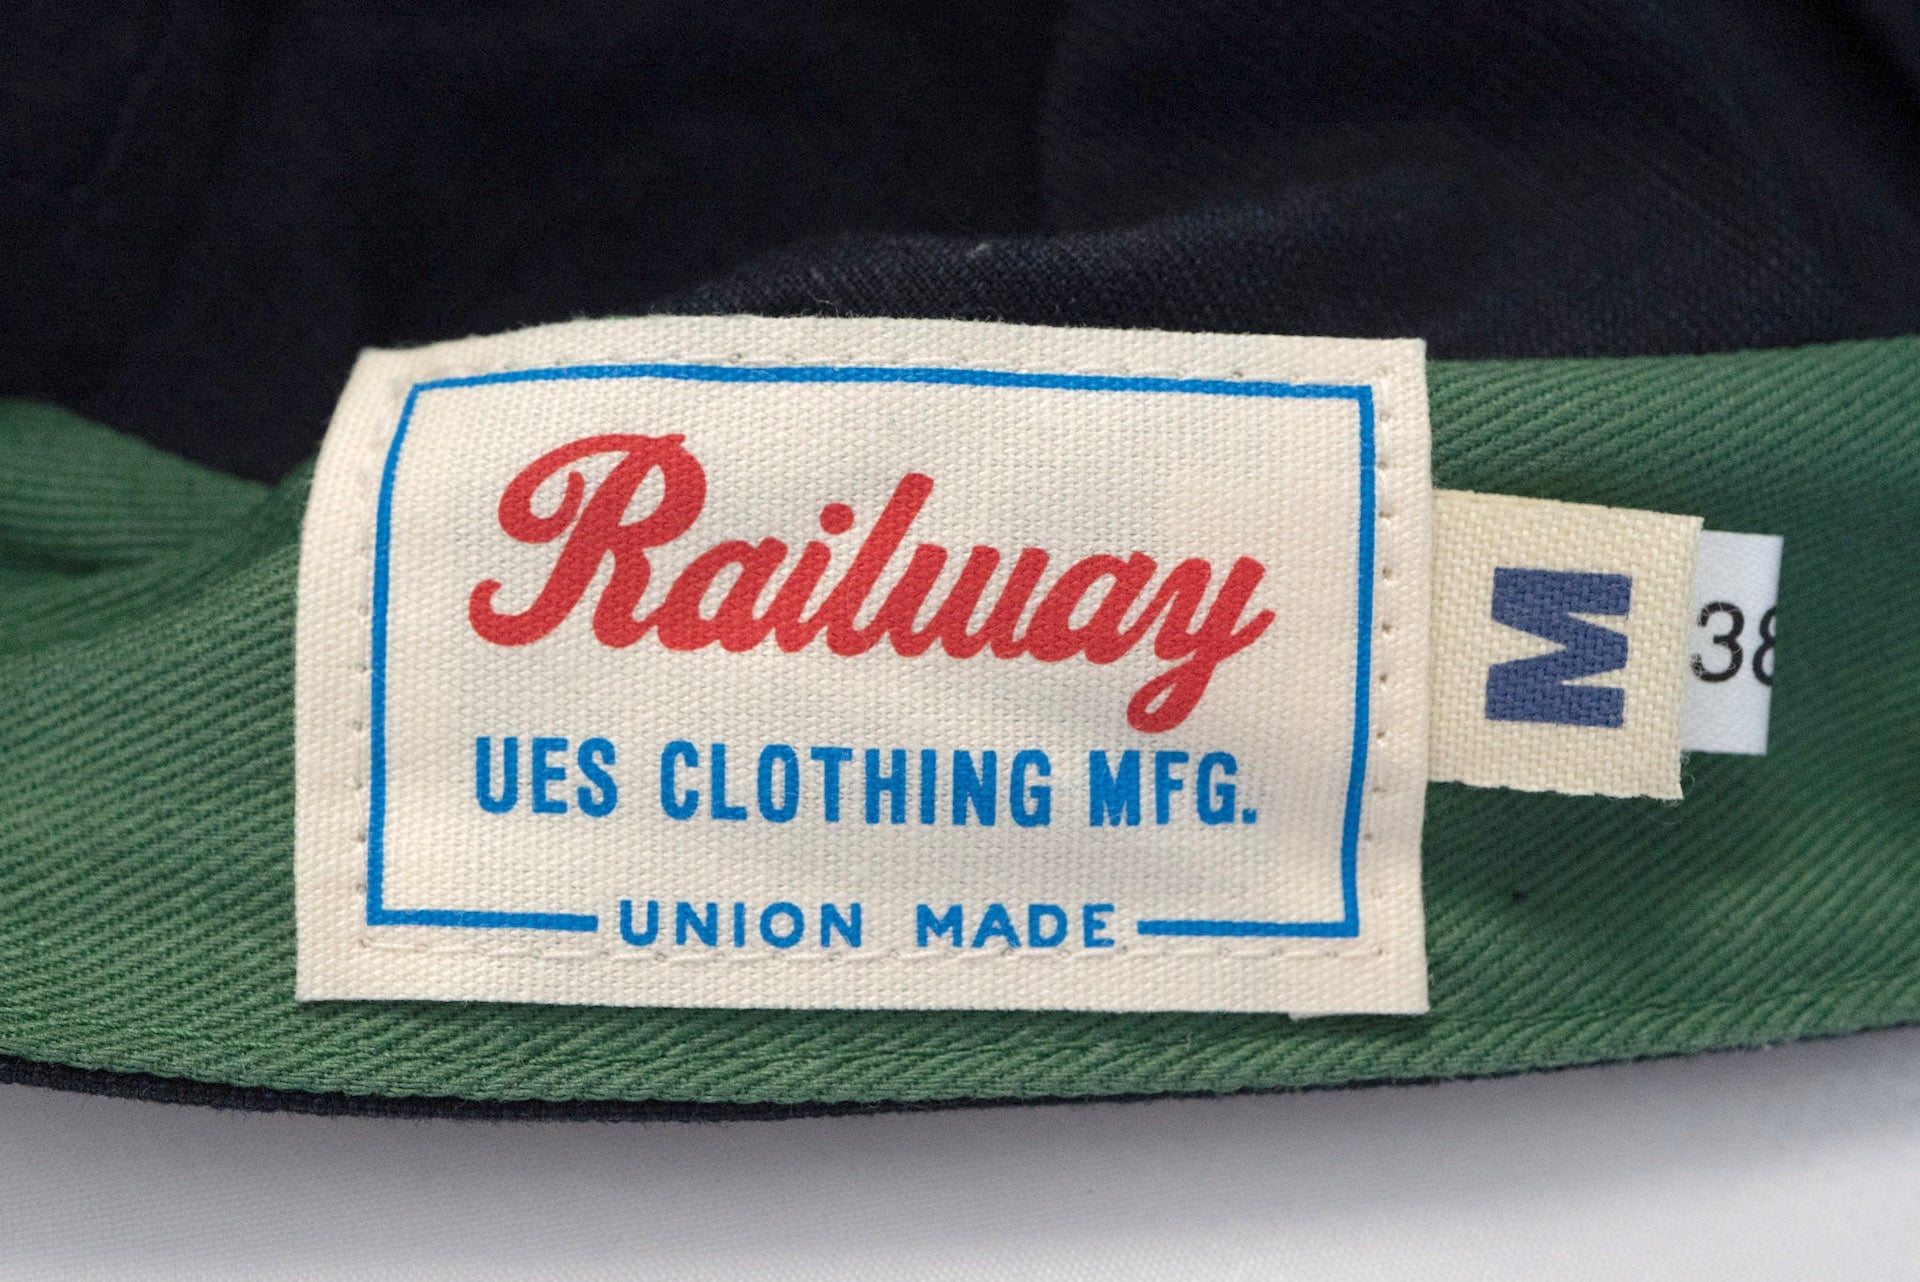 Railway
UES CLOTHING MFG.
UNION MADE
M
38